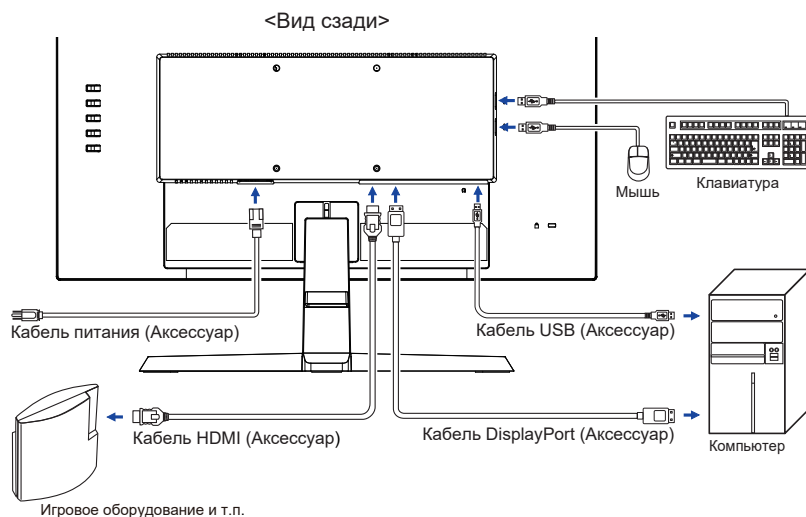 <Вид сзади>
Мышь
Клавиатура
Кабель питания (Аксессуар)
Кабель USB (Аксессуар)
Кабель HDMI (Аксессуар)
Кабель DisplayPort (Аксессуар)
Компьютер
Игровое оборудование и т.п.